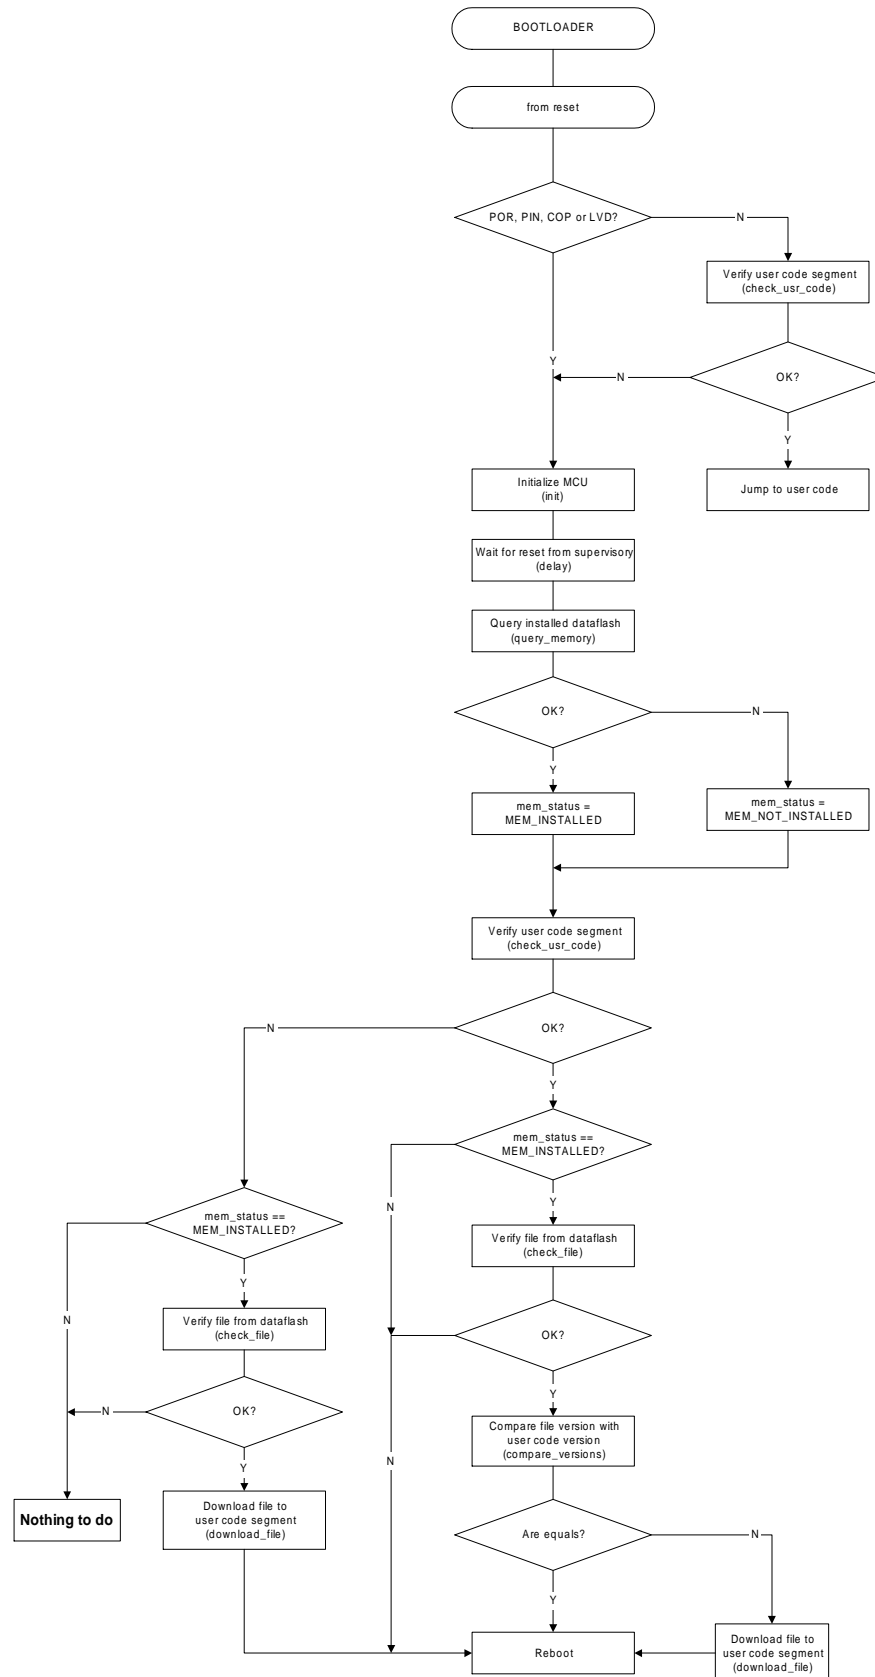 BOOTLOADER
from reset
POR, PIN, COP or LVD?
N
Verify user code segment
(check_usr_code)
Y
N
OK?
Y
Initialize MCU
(init)
Jump to user code
Wait for reset from supervisory
(delay)
Query installed dataflash
(query_memory)
OK?
N
Y
mem_status =
MEM_INSTALLED
mem_status =
MEM_NOT_INSTALLED
Verify user code segment
(check_usr_code)
N
OK?
Y
mem_status ==
MEM_INSTALLED?
N
Y
mem_status ==
MEM_INSTALLED?
Verify file from dataflash
(check_file)
Y
N
Verify file from dataflash
(check_file)
OK?
Y
N
OK?
Compare file version with
user code version
(compare_versions)
N
Y
Download file to
user code segment
(download_file)
Nothing to do
Are equals?
N
Y
Reboot
Download file to
user code segment
(download_file)